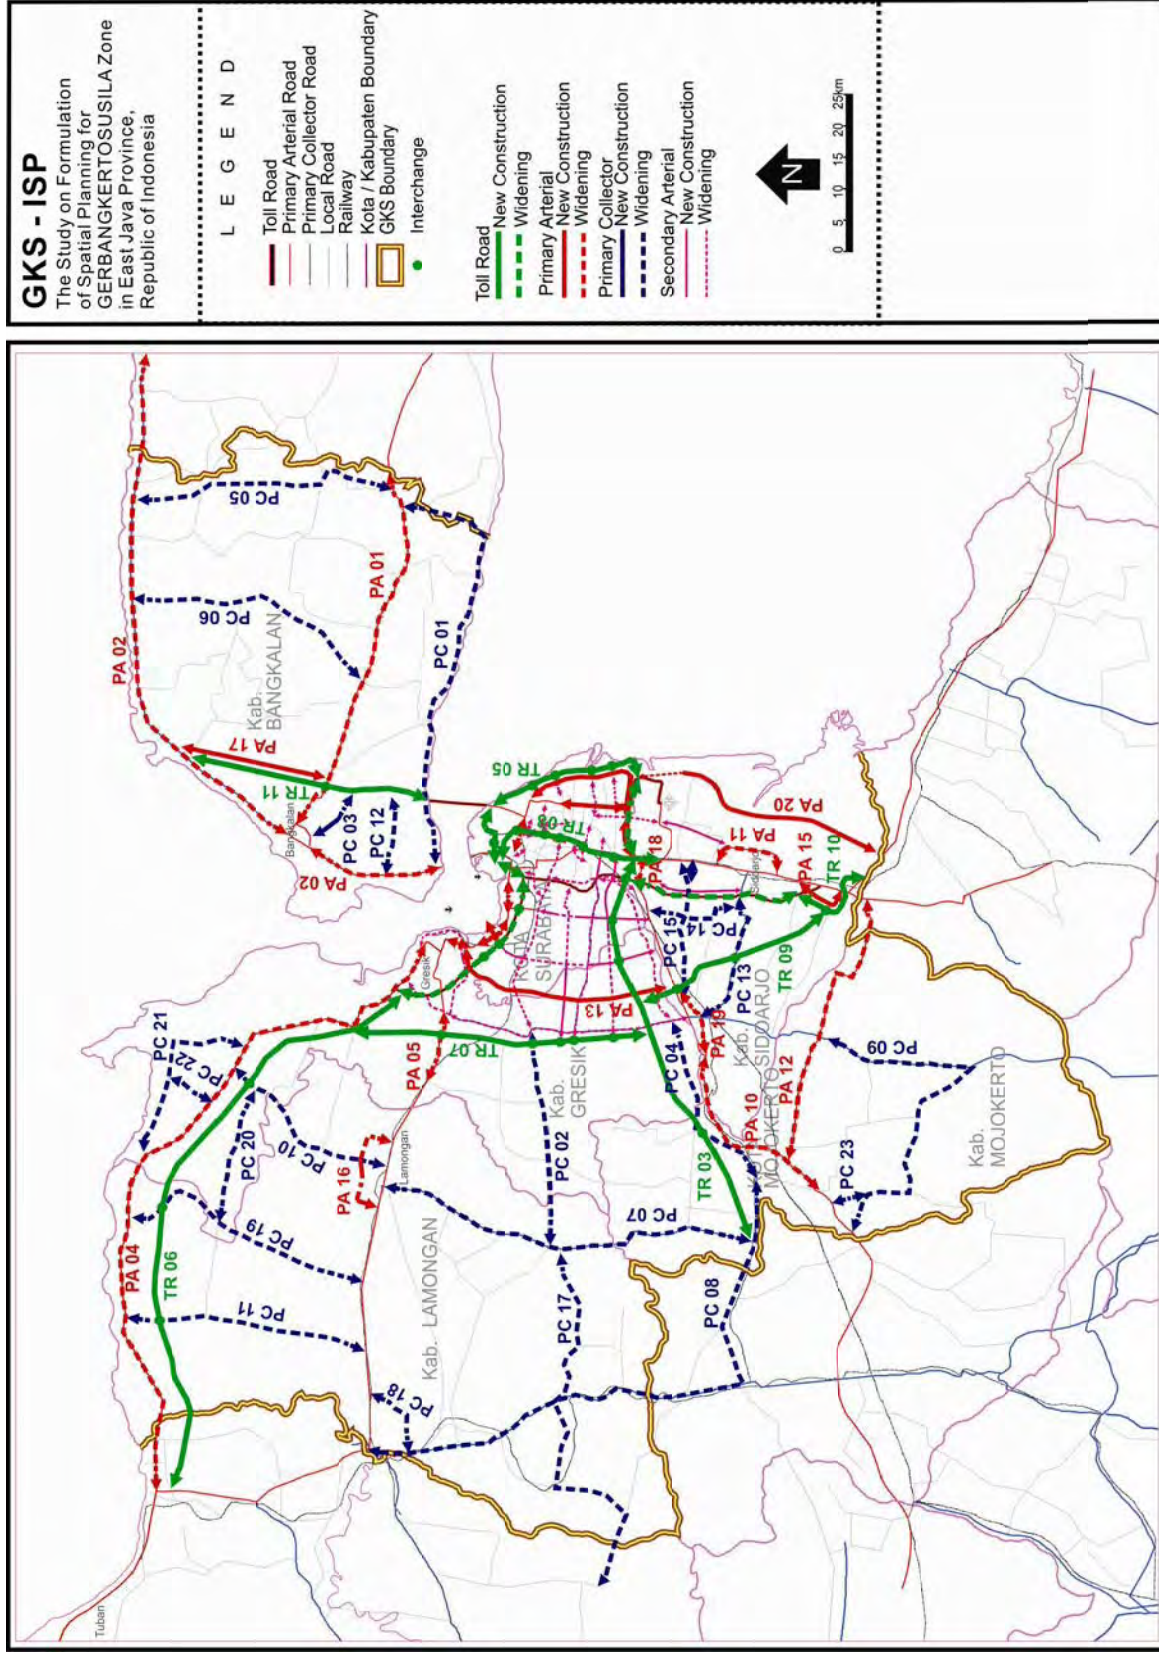 GKS - ISP
The Study on Formulation
of Spatial Planning for
GERBANGKERTOSUSILA Zone
in East Java Province,
Republic of Indonesia
L E G E N D
Toll Road
Primary Arterial Road
Primary Collector Road
Local Road
Railway
Kota / Kabupaten Boundary
GKS Boundary
Interchange
Toll Road
New Construction
Widening
Primary Arterial
New Construction
Widening
Primary Collector
New Construction
Widening
Secondary Arterial
New Construction
Widening
N
0 5 10 15 20 25km
Tuban
PA 04
TR 06
PC 11
PC 19
PC 20
PC 10
PC 22
PC 21
PC 18
Kab. LAMONGAN
PA 16
Lamongan
PA 05
TR 07
Gresik
PA 02
Kab.
BANGKALAN
PC 06
PC 05
PA 01
PC 01
PA 17
TR 11
Bangkalan
PC 03
PC 12
PA 02
PC 17
PC 02
Kab.
GRESIK
PC 07
PC 08
TR 03
PC 04
PA 13
KOTA
SURABAYA
TR 08
TR 05
PA 18
PC 15
PC 14
PC 13
PA 19
PA 10
KOTA
MOJOKERTO
Kab.
SIDOARJO
TR 09
Sidoarjo
PA 11
PA 20
PA 15
TR 10
PA 12
PC 09
PC 23
Kab.
MOJOKERTO